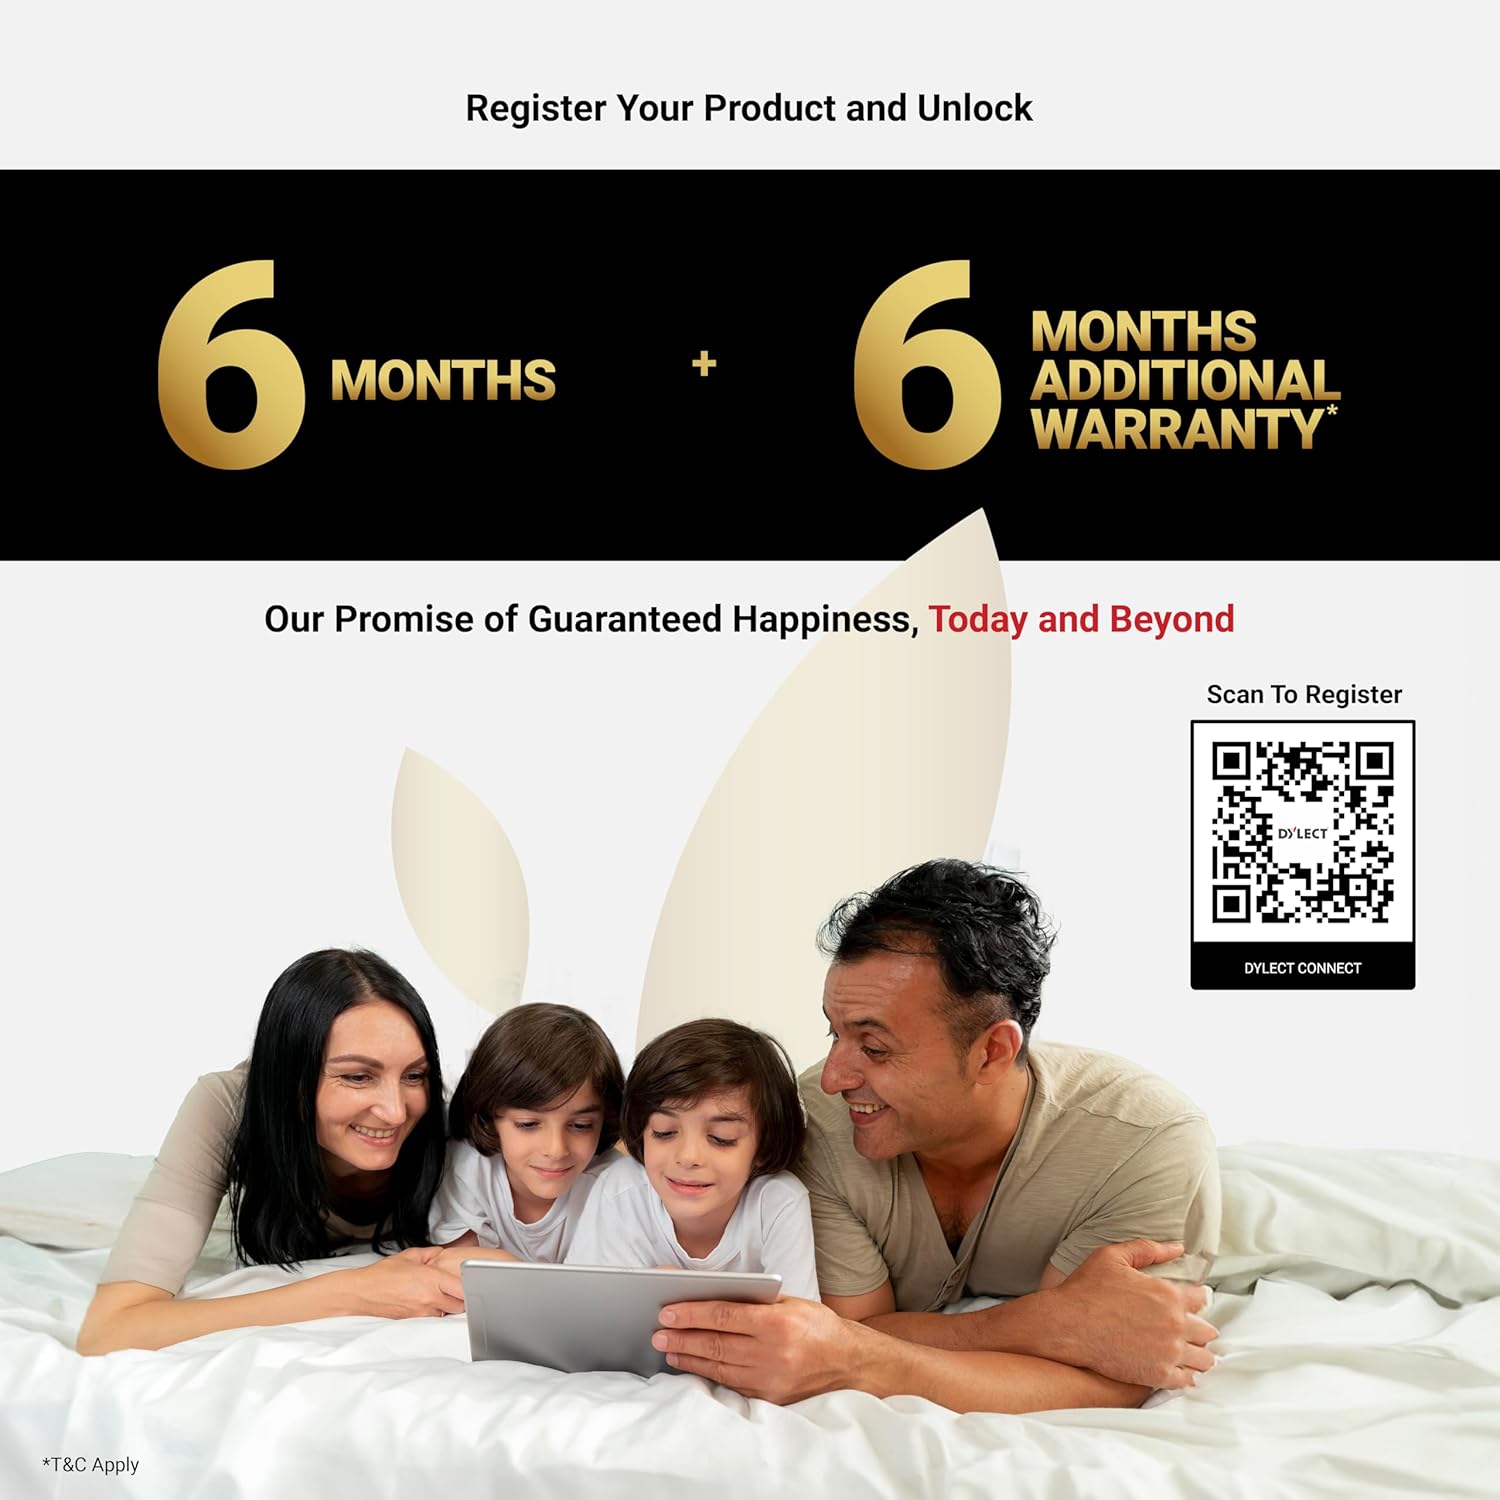 Register Your Product and Unlock
6 MONTHS
+
6 MONTHS
ADDITIONAL
WARRANTY*
Our Promise of Guaranteed Happiness, Today and Beyond
Scan To Register
DYLECT
DYLECT CONNECT
*T&C Apply